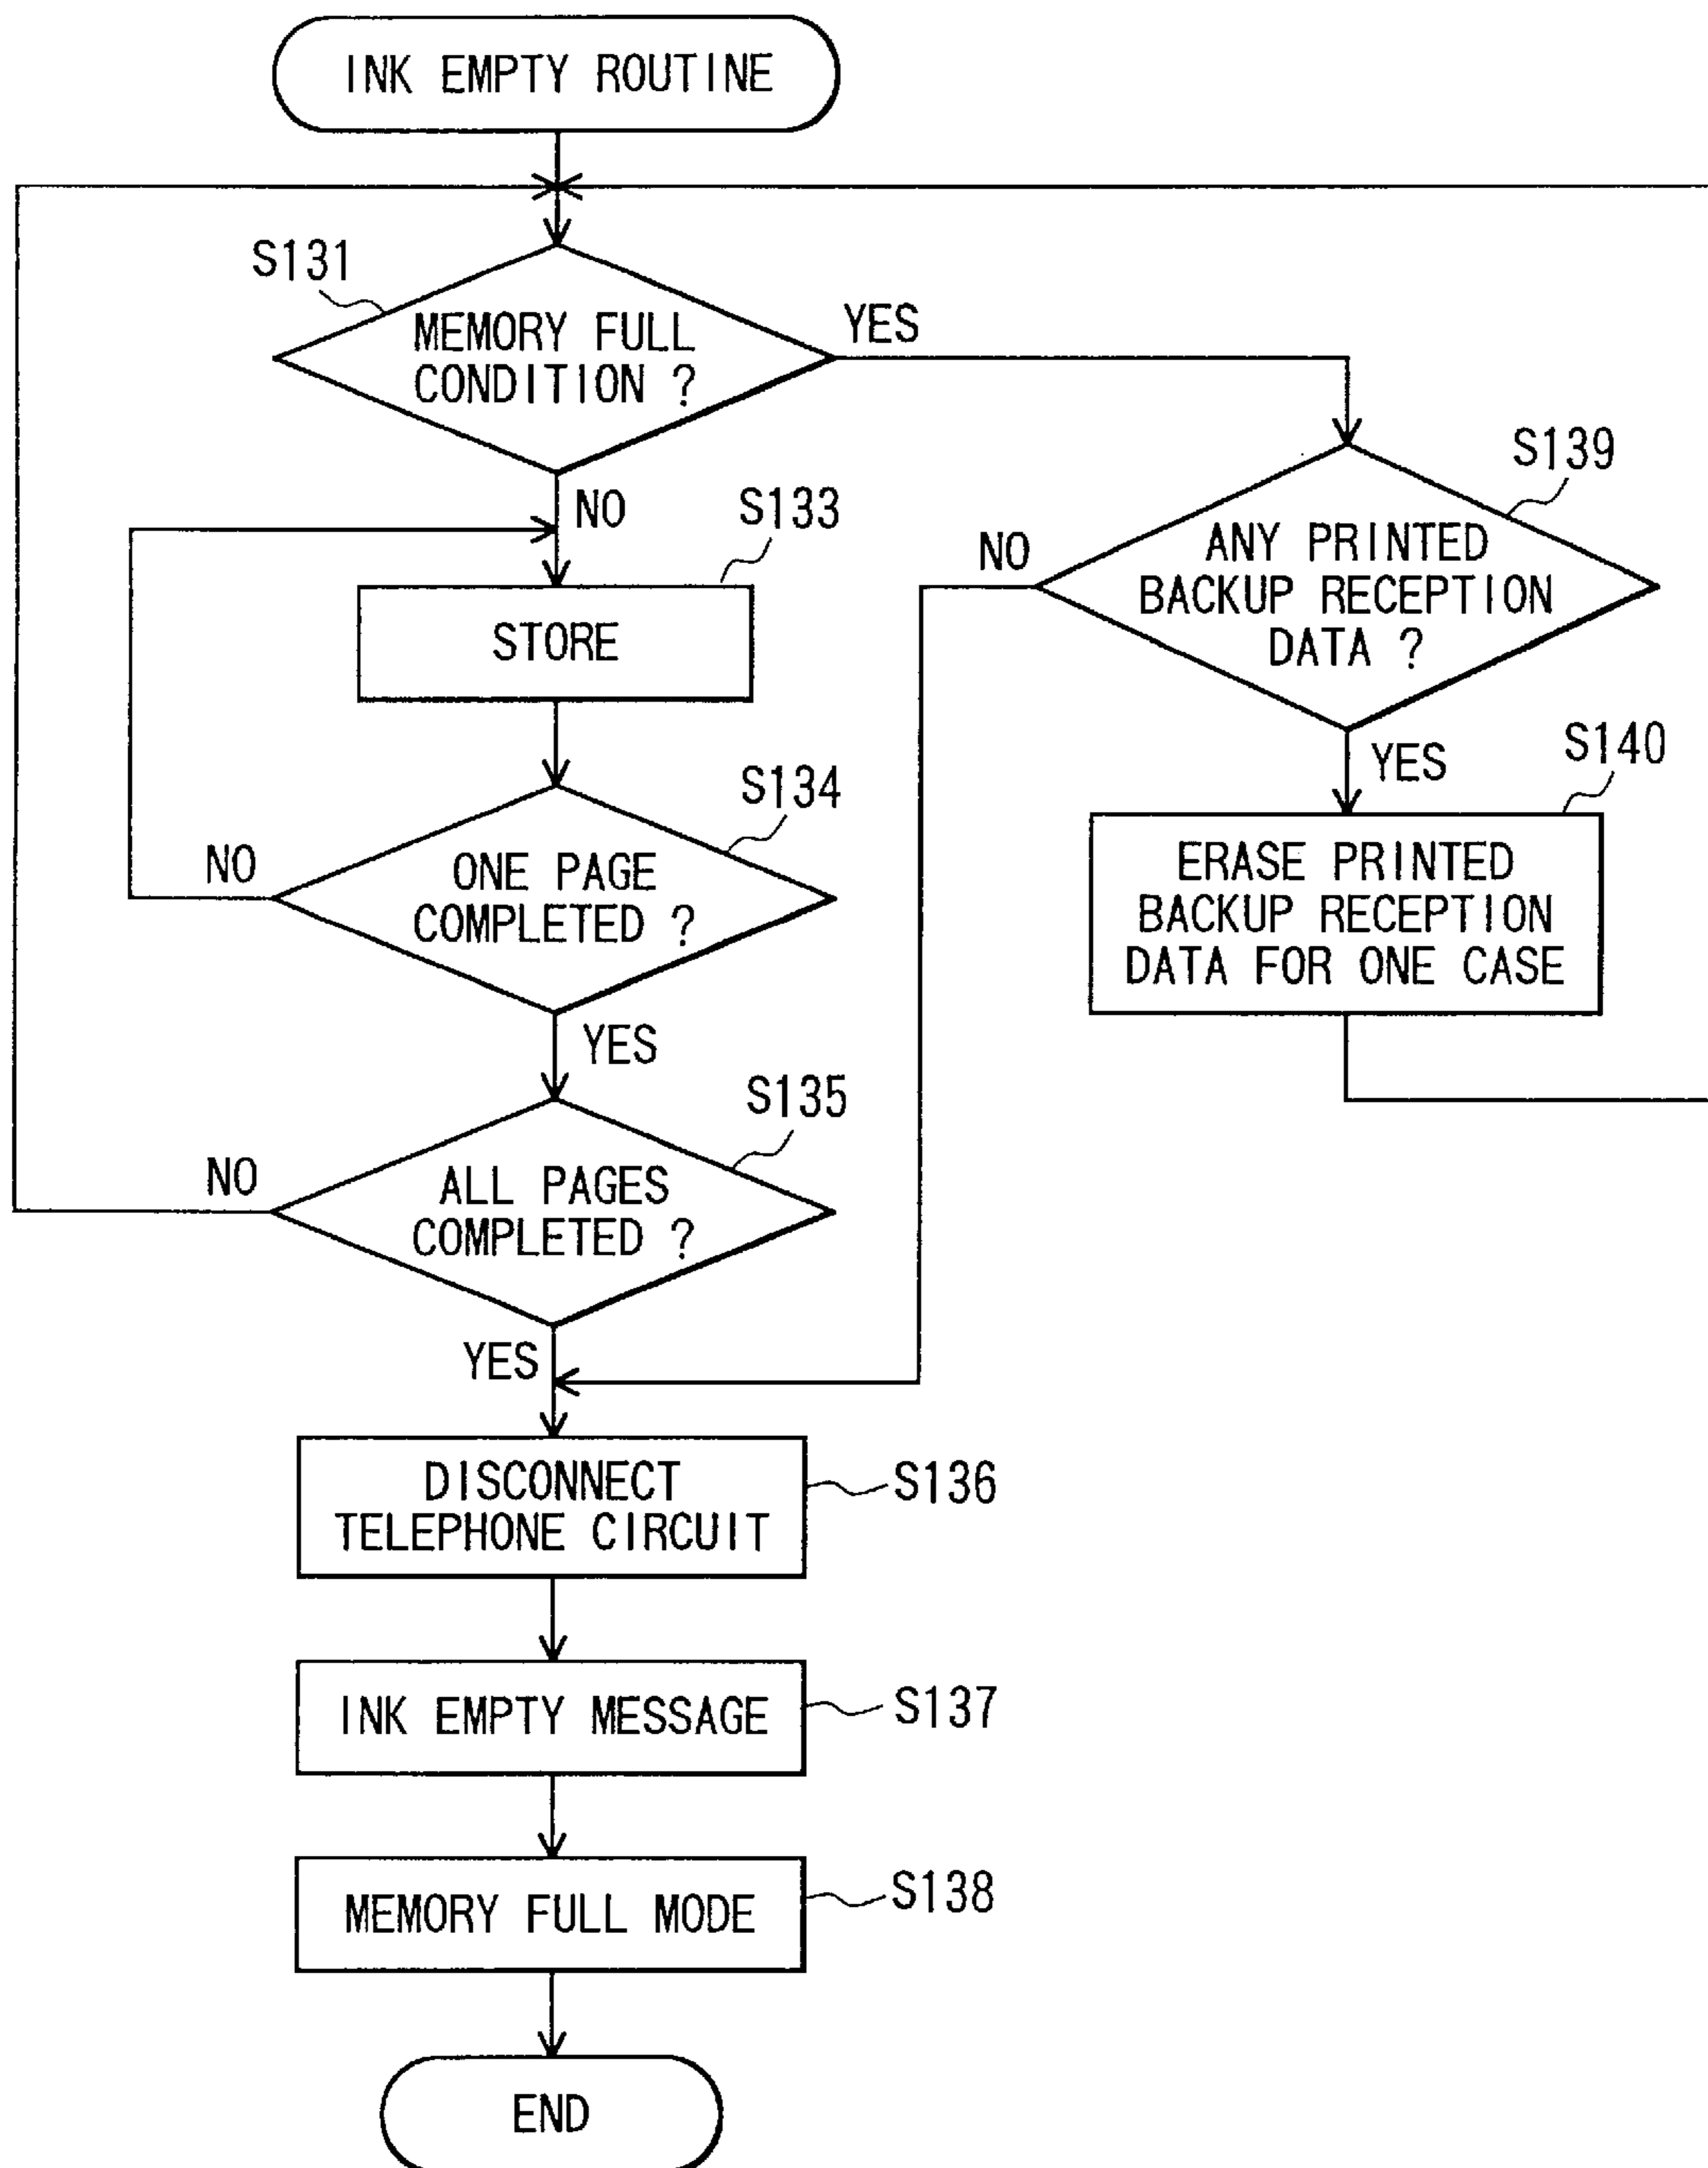 INK EMPTY ROUTINE
S131
MEMORY FULL
CONDITION ?
YES
NO
S133
STORE
S134
ONE PAGE
COMPLETED ?
NO
YES
S135
ALL PAGES
COMPLETED ?
NO
YES
S139
ANY PRINTED
BACKUP RECEPTION
DATA ?
NO
YES
S140
ERASE PRINTED
BACKUP RECEPTION
DATA FOR ONE CASE
DISCONNECT
TELEPHONE CIRCUIT
S136
INK EMPTY MESSAGE
S137
MEMORY FULL MODE
S138
END